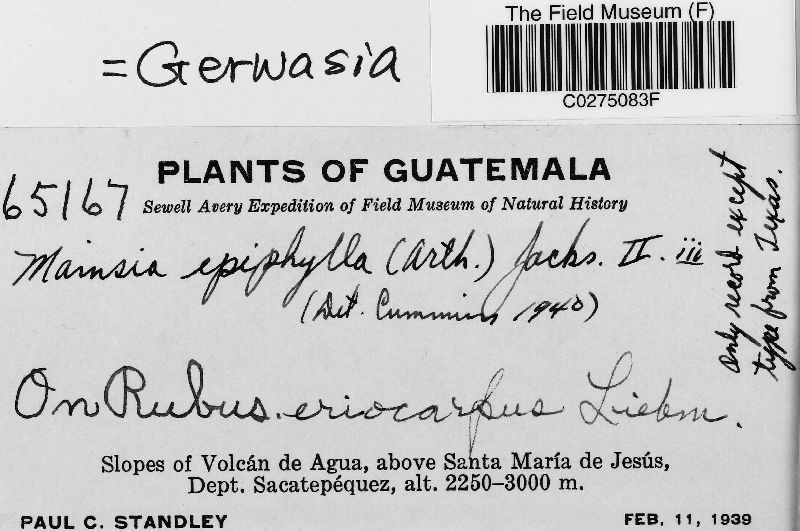 The Field Museum (F)
= Gerwasia
C0275083F
PLANTS OF GUATEMALA
65167
Sewell Avery Expedition of Field Museum of Natural History
Mainsia epiphylla (Arth.) Jacks. II. iii
(Det. Cummins 1940)
only record except
type from Texas.
On Rubus eriocarpus Liebm.
Slopes of Volcán de Agua, above Santa María de Jesús,
Dept. Sacatepéquez, alt. 2250–3000 m.
PAUL C. STANDLEY
FEB. 11, 1939